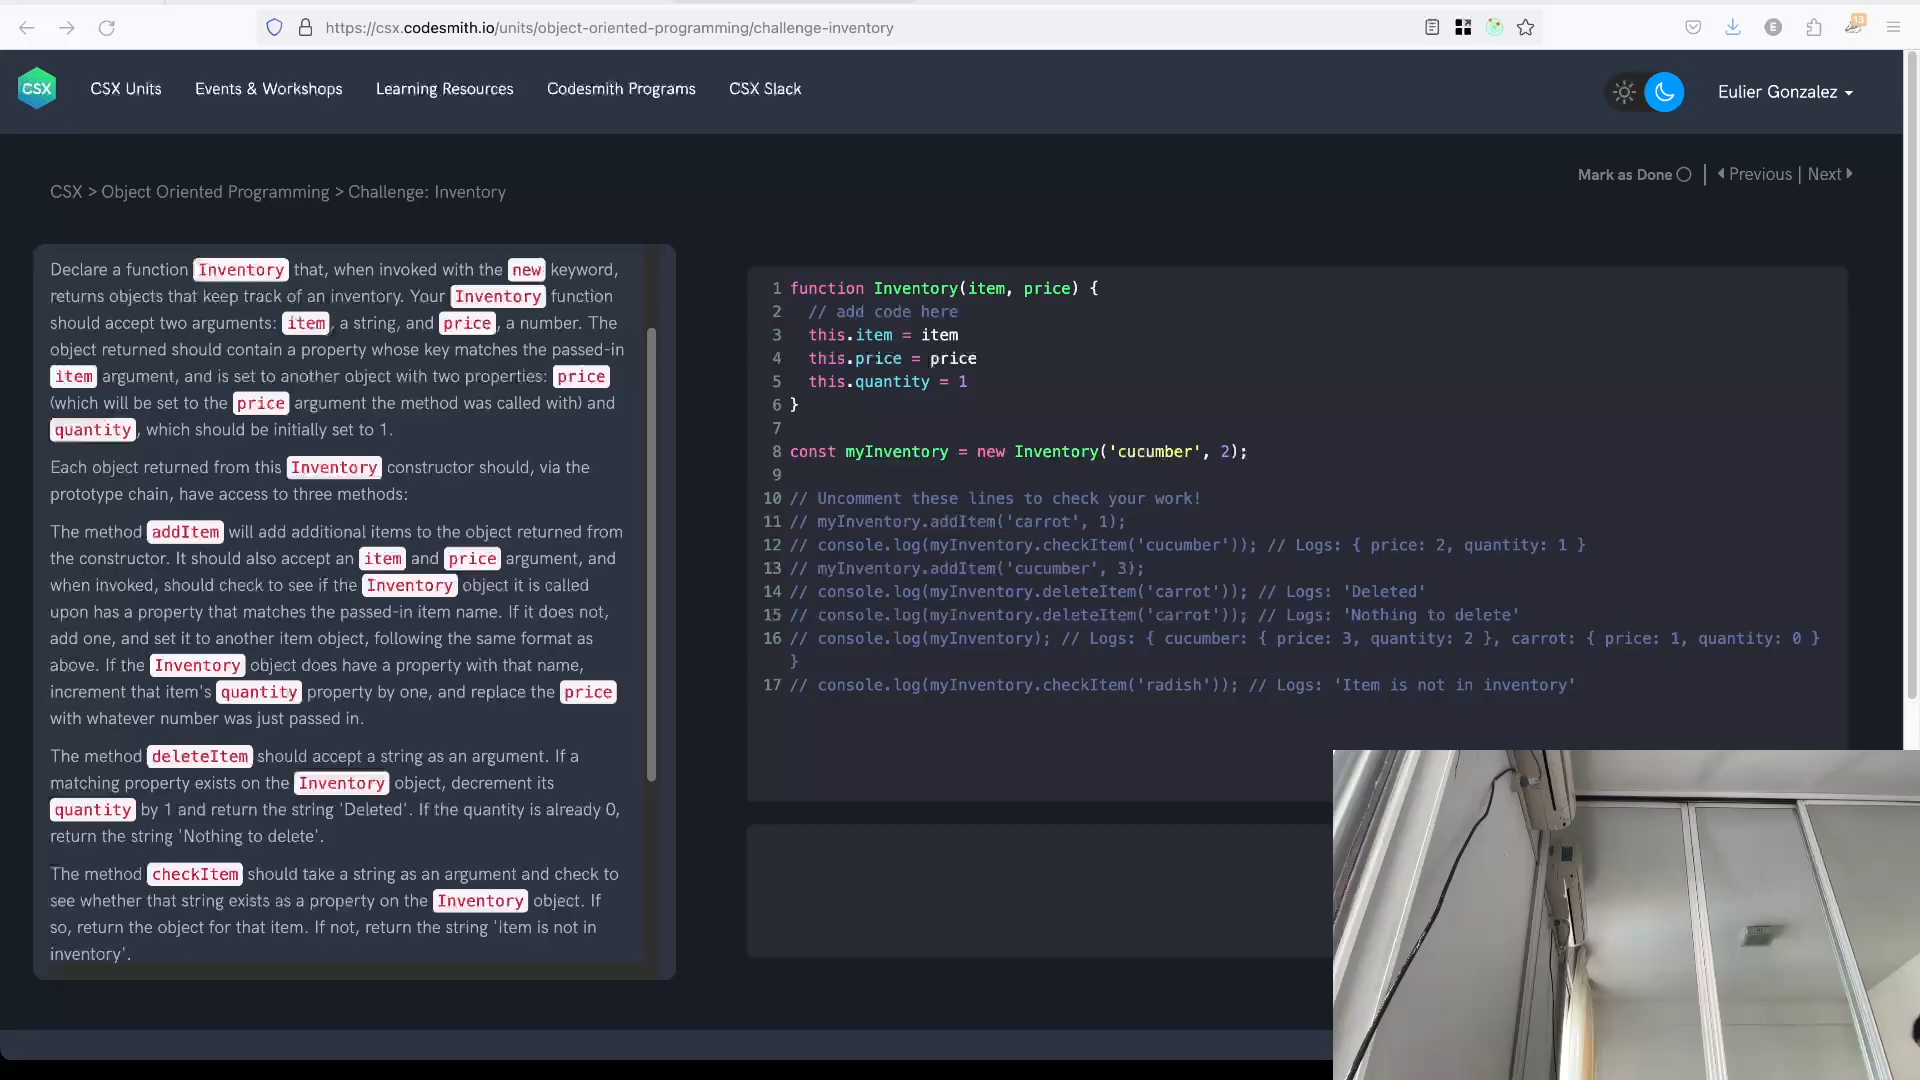 https://csx.codesmith.io/units/object-oriented-programming/challenge-inventory
13
CSX
CSX Units
Events & Workshops
Learning Resources
Codesmith Programs
CSX Slack
Eulier Gonzalez
CSX > Object Oriented Programming > Challenge: Inventory
Mark as Done
Previous | Next
Declare a function Inventory that, when invoked with the new keyword,
returns objects that keep track of an inventory. Your Inventory function
should accept two arguments: item, a string, and price, a number. The
object returned should contain a property whose key matches the passed-in
item argument, and is set to another object with two properties: price
(which will be set to the price argument the method was called with) and
quantity, which should be initially set to 1.
Each object returned from this Inventory constructor should, via the
prototype chain, have access to three methods:
The method addItem will add additional items to the object returned from
the constructor. It should also accept an item and price argument, and
when invoked, should check to see if the Inventory object it is called
upon has a property that matches the passed-in item name. If it does not,
add one, and set it to another item object, following the same format as
above. If the Inventory object does have a property with that name,
increment that item's quantity property by one, and replace the price
with whatever number was just passed in.
The method deleteItem should accept a string as an argument. If a
matching property exists on the Inventory object, decrement its
quantity by 1 and return the string 'Deleted'. If the quantity is already 0,
return the string 'Nothing to delete'.
The method checkItem should take a string as an argument and check to
see whether that string exists as a property on the Inventory object. If
so, return the object for that item. If not, return the string 'Item is not in
inventory'.
1 function Inventory(item, price) {
2 // add code here
3 this.item = item
4 this.price = price
5 this.quantity = 1
6 }
7
8 const myInventory = new Inventory('cucumber', 2);
9
10 // Uncomment these lines to check your work!
11 // myInventory.addItem('carrot', 1);
12 // console.log(myInventory.checkItem('cucumber')); // Logs: { price: 2, quantity: 1 }
13 // myInventory.addItem('cucumber', 3);
14 // console.log(myInventory.deleteItem('carrot')); // Logs: 'Deleted'
15 // console.log(myInventory.deleteItem('carrot')); // Logs: 'Nothing to delete'
16 // console.log(myInventory); // Logs: { cucumber: { price: 3, quantity: 2 }, carrot: { price: 1, quantity: 0 }
}
17 // console.log(myInventory.checkItem('radish')); // Logs: 'Item is not in inventory'